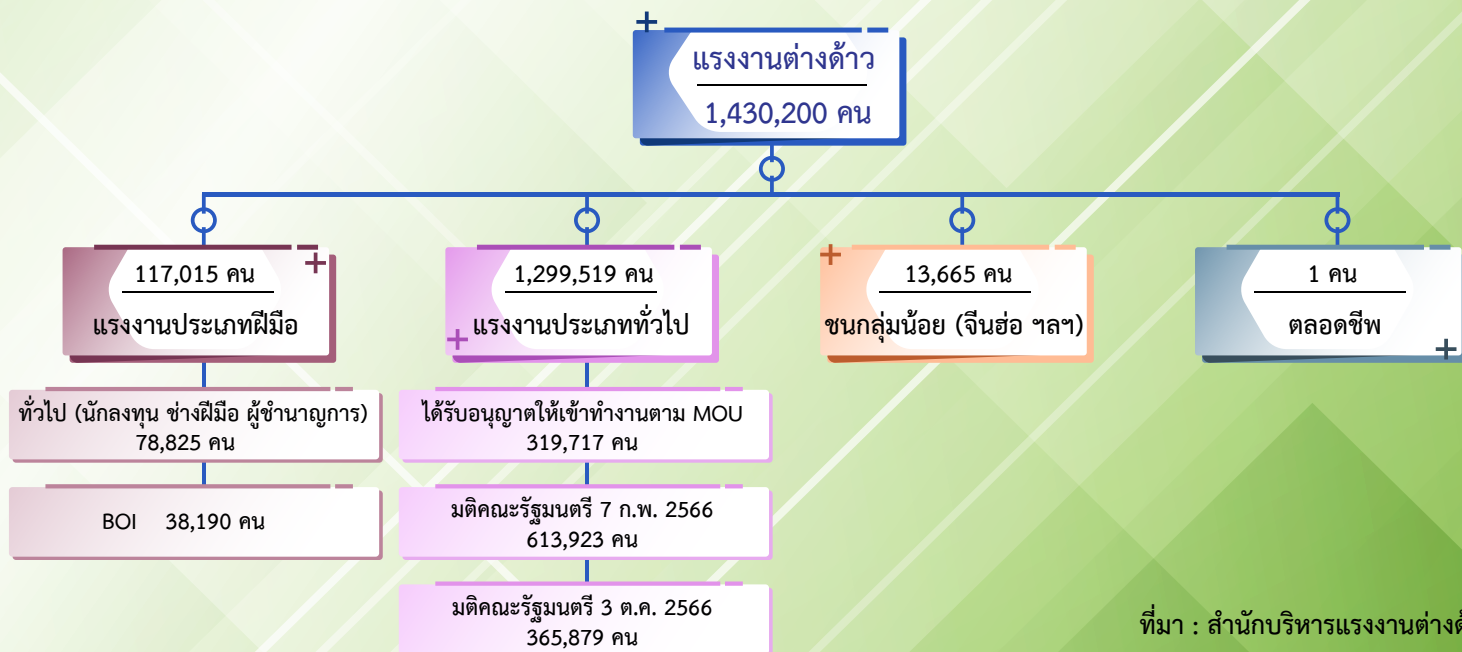 แรงงานต่างด้าว
1,430,200 คน
117,015 คน
แรงงานประเภทฝีมือ
1,299,519 คน
แรงงานประเภททั่วไป
13,665 คน
ชนกลุ่มน้อย (จีนฮ่อ ฯลฯ)
1 คน
ตลอดชีพ
ทั่วไป (นักลงทุน ช่างฝีมือ ผู้ชำนาญการ)
78,825 คน
BOI 38,190 คน
ได้รับอนุญาตให้เข้าทำงานตาม MOU
319,717 คน
มติคณะรัฐมนตรี 7 ก.พ. 2566
613,923 คน
มติคณะรัฐมนตรี 3 ต.ค. 2566
365,879 คน
ที่มา : สำนักบริหารแรงงานต่างด้